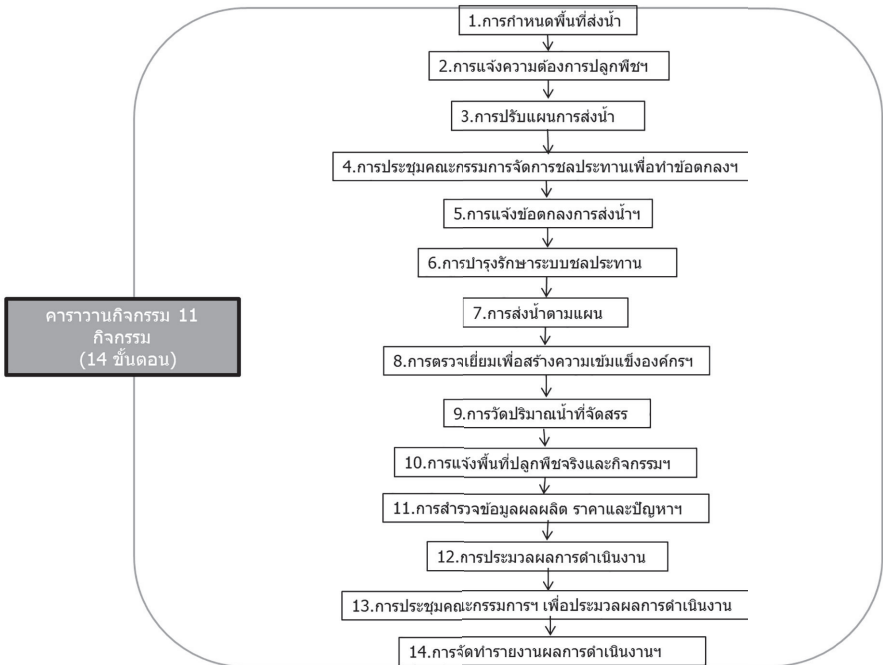 1.การกำหนดพื้นที่ส่งน้ำ
2.การแจ้งความต้องการปลูกพืชฯ
3.การปรับแผนการส่งน้ำ
4.การประชุมคณะกรรมการจัดการชลประทานเพื่อทำข้อตกลงฯ
5.การแจ้งข้อตกลงการส่งน้ำฯ
6.การบำรุงรักษาระบบชลประทาน
คาราวานกิจกรรม 11
กิจกรรม
(14 ขั้นตอน)
7.การส่งน้ำตามแผน
8.การตรวจเยี่ยมเพื่อสร้างความเข้มแข็งองค์กรฯ
9.การวัดปริมาณน้ำที่จัดสรร
10.การแจ้งพื้นที่ปลูกพืชจริงและกิจกรรมฯ
11.การสำรวจข้อมูลผลผลิต ราคาและปัญหาฯ
12.การประมวลผลการดำเนินงาน
13.การประชุมคณะกรรมการฯ เพื่อประมวลผลการดำเนินงาน
14.การจัดทำรายงานผลการดำเนินงานฯ